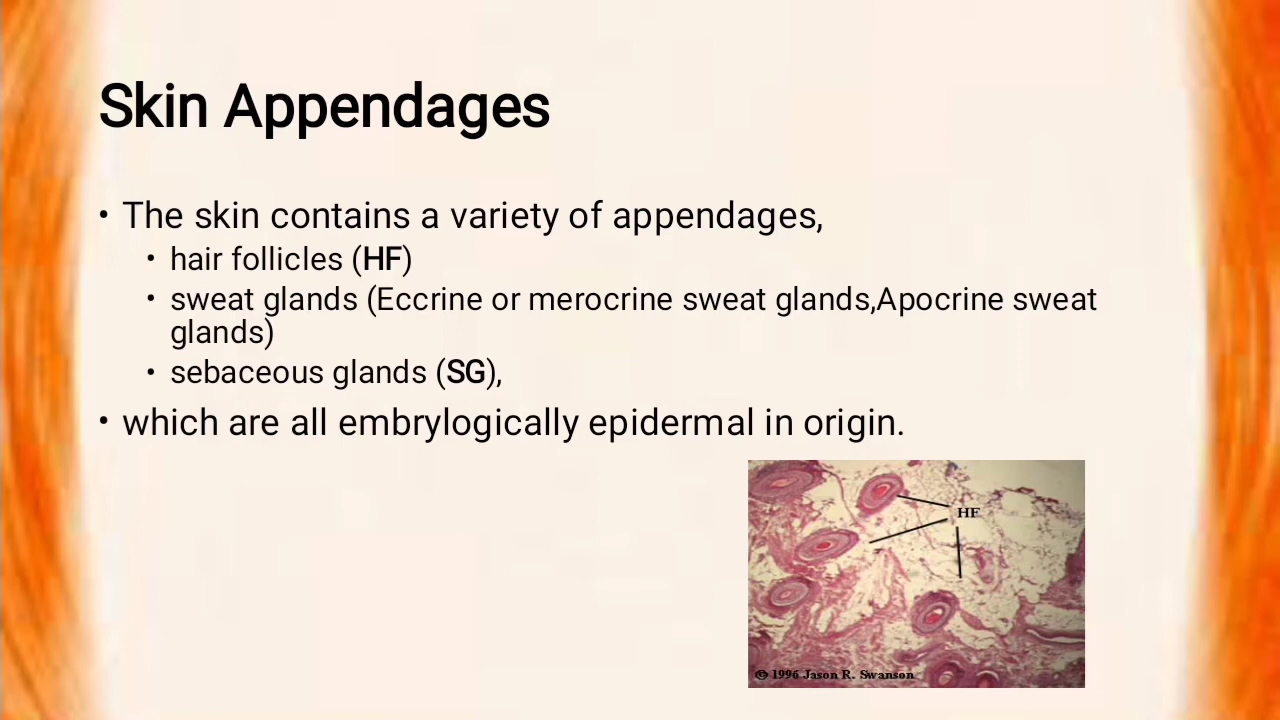 Skin Appendages
• The skin contains a variety of appendages,
• hair follicles (HF)
• sweat glands (Eccrine or merocrine sweat glands,Apocrine sweat
glands)
• sebaceous glands (SG),
• which are all embrylogically epidermal in origin.
HF
© 1996 Jason R. Swanson